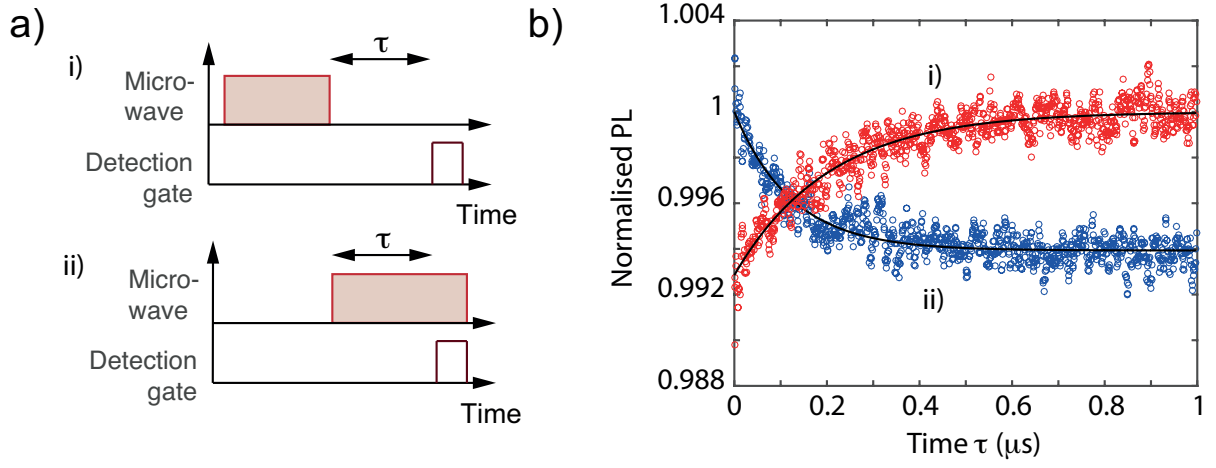 a)
i)
Micro-
wave
τ
Detection
gate
Time
ii)
Micro-
wave
τ
Detection
gate
Time
b)
Normalised PL
1.004
1
0.996
0.992
0.988
i)
ii)
0
0.2
0.4
0.6
0.8
1
Time τ (μs)